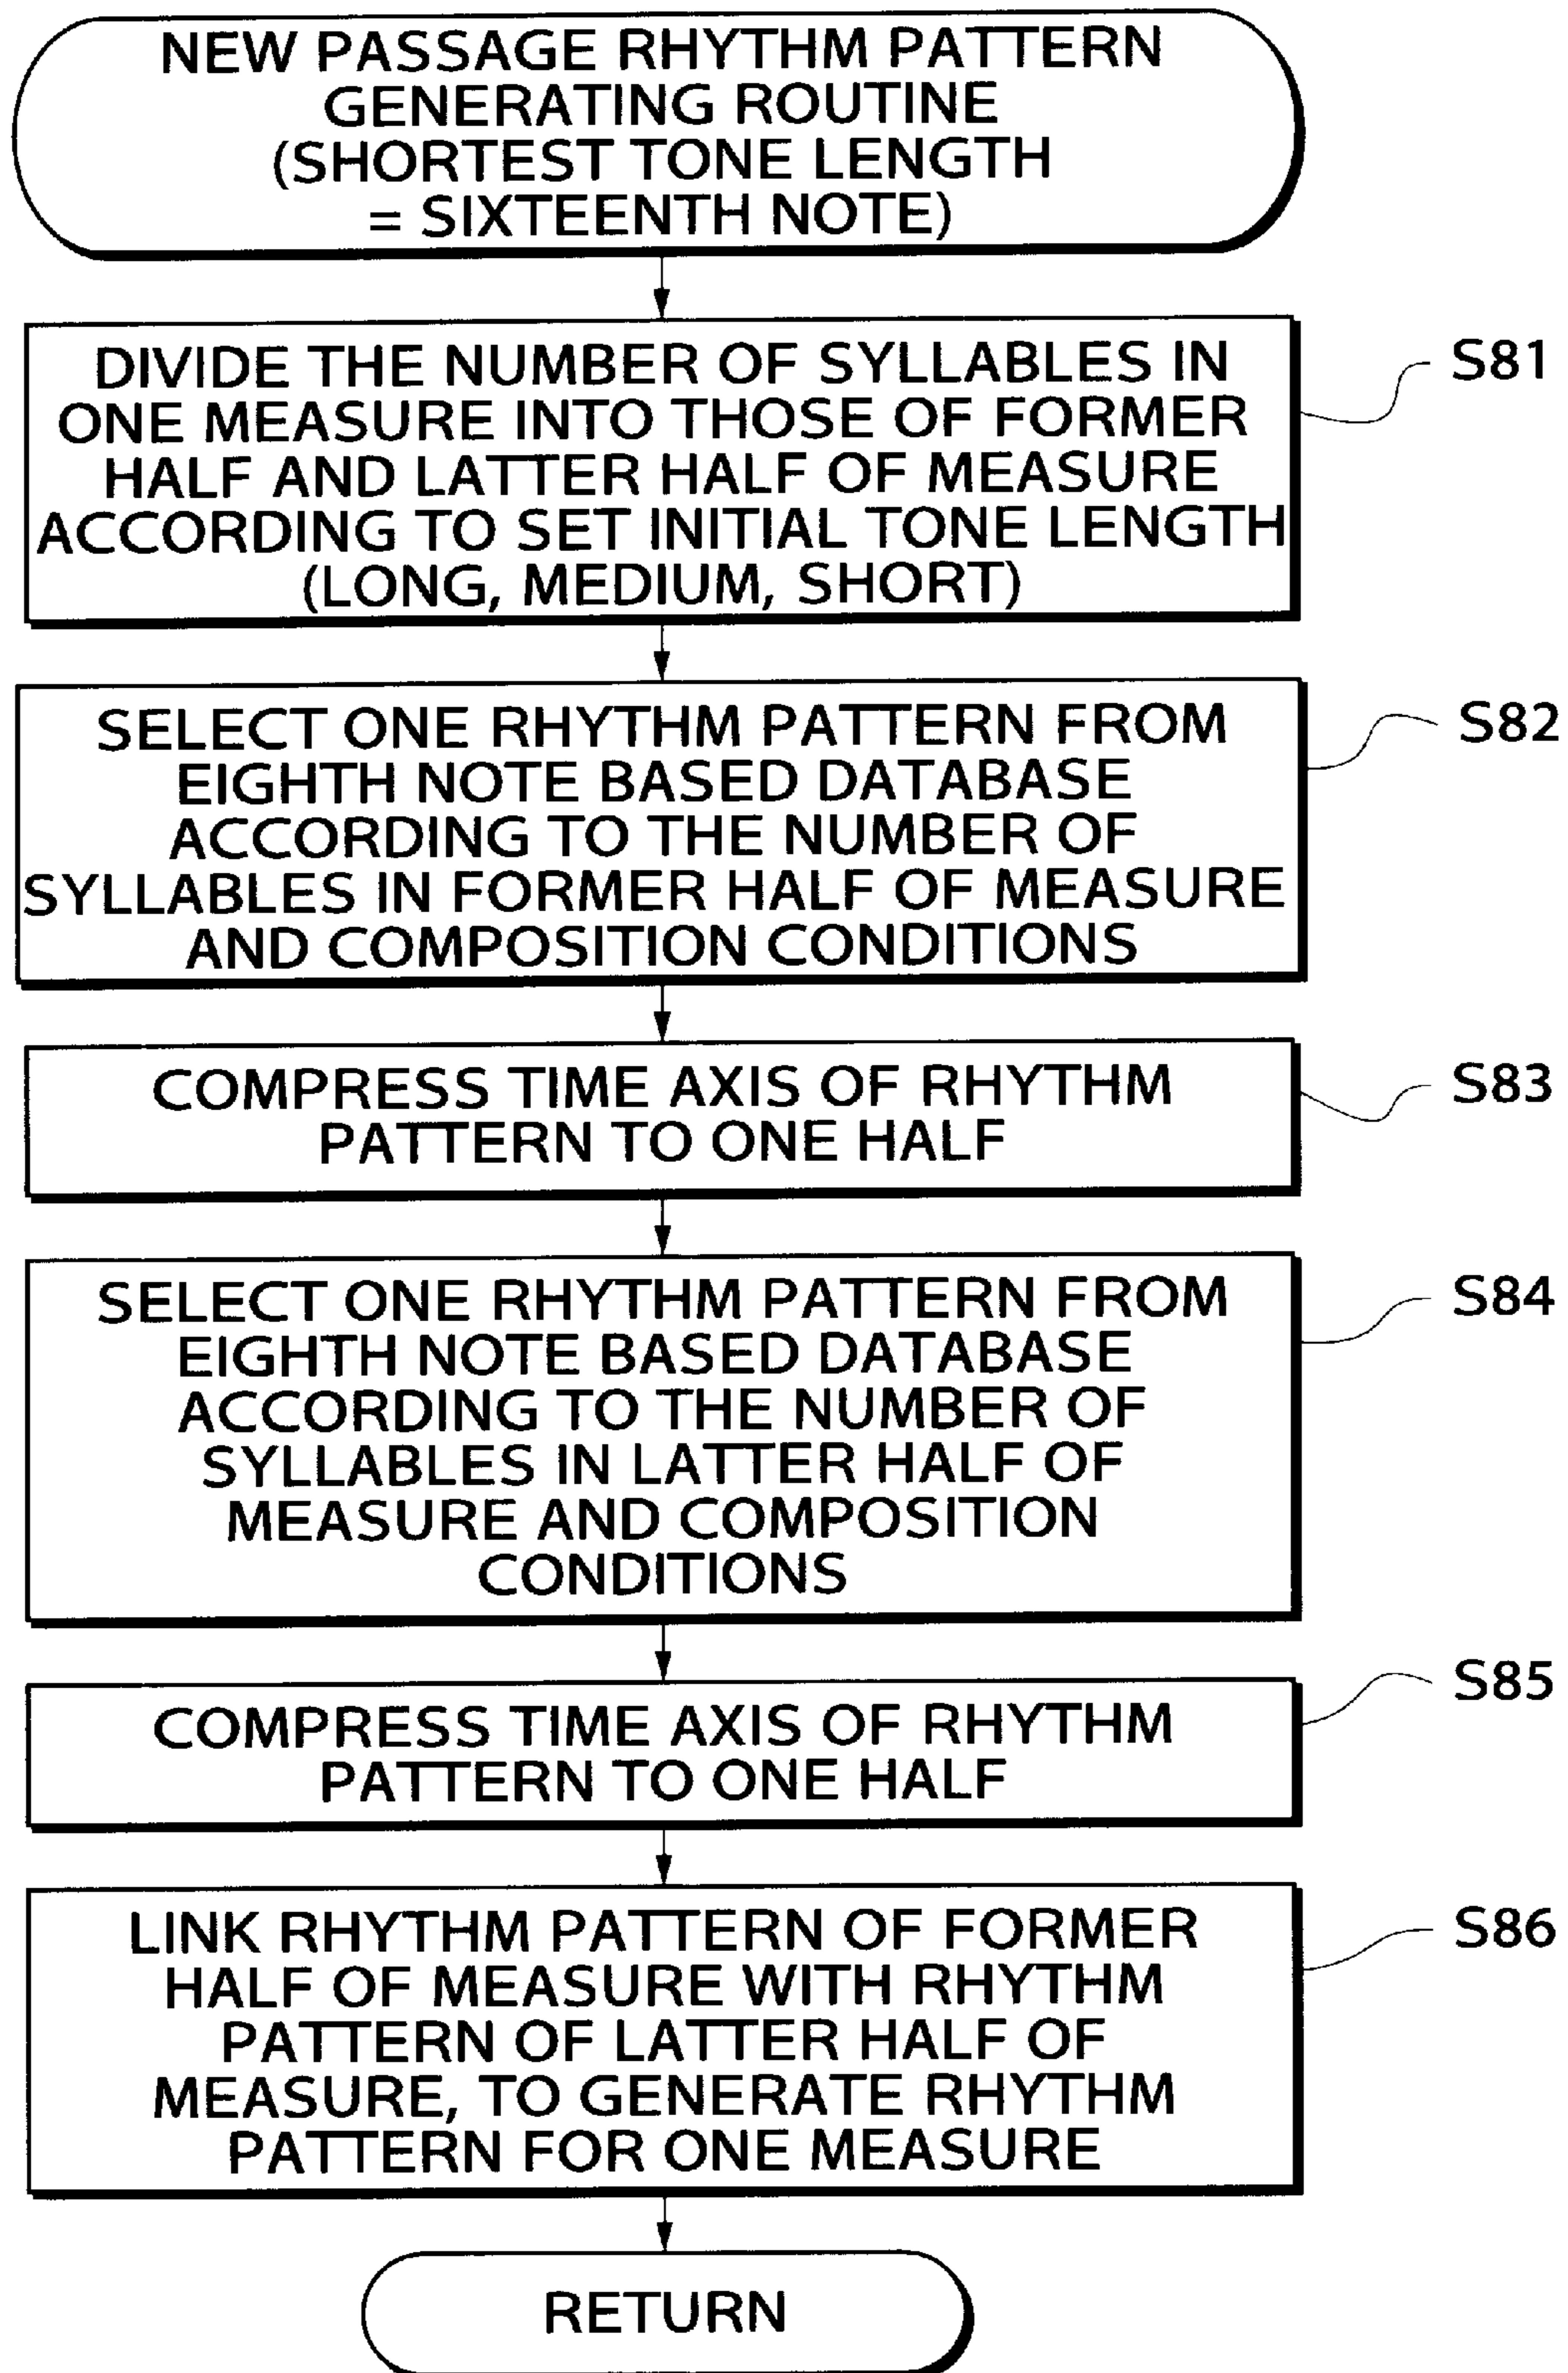 NEW PASSAGE RHYTHM PATTERN
GENERATING ROUTINE
(SHORTEST TONE LENGTH
= SIXTEENTH NOTE)
DIVIDE THE NUMBER OF SYLLABLES IN
ONE MEASURE INTO THOSE OF FORMER
HALF AND LATTER HALF OF MEASURE
ACCORDING TO SET INITIAL TONE LENGTH
(LONG, MEDIUM, SHORT)
S81
SELECT ONE RHYTHM PATTERN FROM
EIGHTH NOTE BASED DATABASE
ACCORDING TO THE NUMBER OF
SYLLABLES IN FORMER HALF OF MEASURE
AND COMPOSITION CONDITIONS
S82
COMPRESS TIME AXIS OF RHYTHM
PATTERN TO ONE HALF
S83
SELECT ONE RHYTHM PATTERN FROM
EIGHTH NOTE BASED DATABASE
ACCORDING TO THE NUMBER OF
SYLLABLES IN LATTER HALF OF
MEASURE AND COMPOSITION
CONDITIONS
S84
COMPRESS TIME AXIS OF RHYTHM
PATTERN TO ONE HALF
S85
LINK RHYTHM PATTERN OF FORMER
HALF OF MEASURE WITH RHYTHM
PATTERN OF LATTER HALF OF
MEASURE, TO GENERATE RHYTHM
PATTERN FOR ONE MEASURE
S86
RETURN